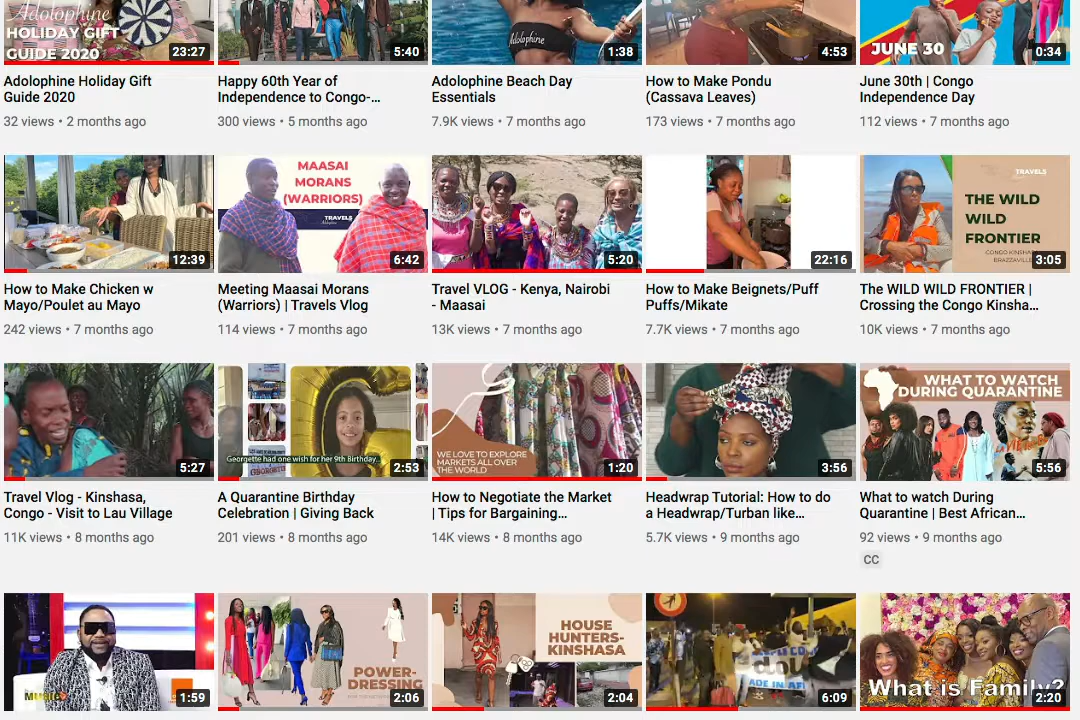 Adolophine
HOLIDAY GIFT
GUIDE 2020
23:27
5:40
Adolophine
1:38
4:53
JUNE 30
0:34
Adolophine Holiday Gift
Guide 2020
32 views • 2 months ago
Happy 60th Year of
Independence to Congo-...
300 views • 5 months ago
Adolophine Beach Day
Essentials
7.9K views • 7 months ago
How to Make Pondu
(Cassava Leaves)
173 views • 7 months ago
June 30th | Congo
Independence Day
112 views • 7 months ago
12:39
MAASAI
MORANS
(WARRIORS)
TRAVELS
6:42
5:20
22:16
TRAVELS
THE WILD
WILD
FRONTIER
CONGO KINSHA
BRAZZAVIL
3:05
How to Make Chicken w
Mayo/Poulet au Mayo
242 views • 7 months ago
Meeting Maasai Morans
(Warriors) | Travels Vlog
114 views • 7 months ago
Travel VLOG - Kenya, Nairobi
- Maasai
13K views • 7 months ago
How to Make Beignets/Puff
Puffs/Mikate
7.7K views • 7 months ago
The WILD WILD FRONTIER |
Crossing the Congo Kinsha...
10K views • 7 months ago
5:27
Georgette had one wish for her 9th Birthday..
2:53
WE LOVE TO EXPLORE
MARKETS ALL OVER
THE WORLD
1:20
3:56
WHAT TO WATCH
DURING QUARANTINE
5:56
Travel Vlog - Kinshasa,
Congo - Visit to Lau Village
11K views • 8 months ago
A Quarantine Birthday
Celebration | Giving Back
201 views • 8 months ago
How to Negotiate the Market
| Tips for Bargaining...
14K views • 8 months ago
Headwrap Tutorial: How to do
a Headwrap/Turban like...
5.7K views • 9 months ago
What to watch During
Quarantine | Best African...
92 views • 9 months ago
CC
1:59
POWER-
DRESSING
2:06
HOUSE
HUNTERS-
KINSHASA
2:04
ADE IN AF
6:09
What is Family?
2:20